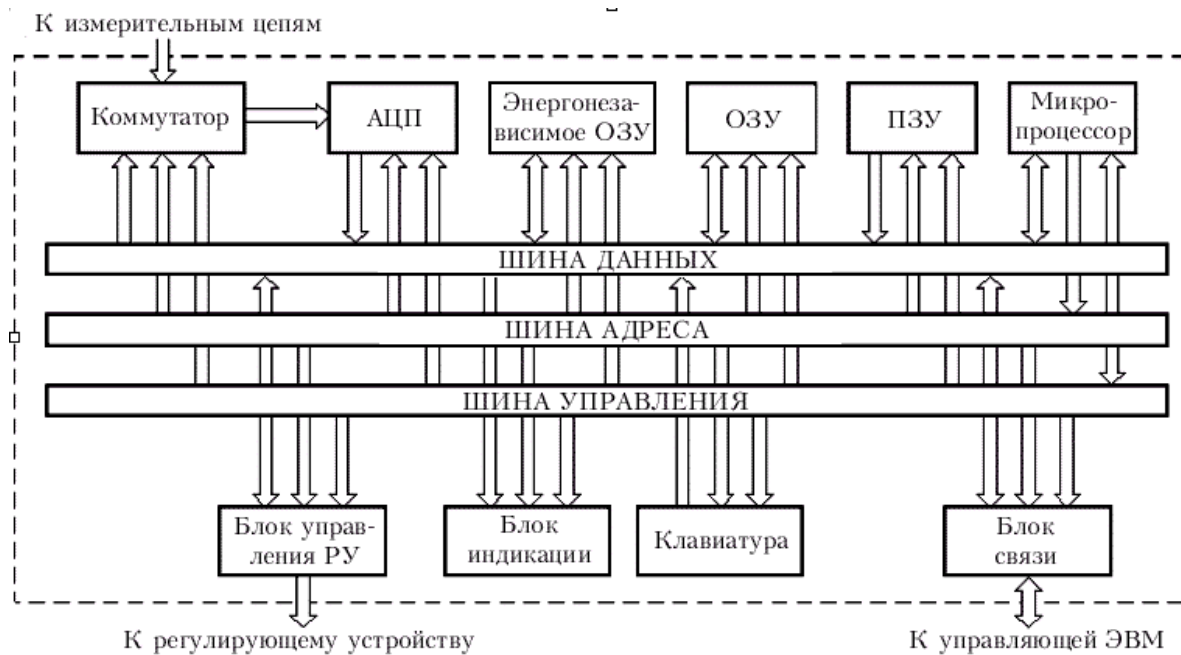 К измерительным цепям
Коммутатор
АЦП
Энергонеза-
висимое ОЗУ
ОЗУ
ПЗУ
Микро-
процессор
ШИНА ДАННЫХ
ШИНА АДРЕСА
ШИНА УПРАВЛЕНИЯ
Блок управ-
ления РУ
Блок
индикации
Клавиатура
Блок
связи
К регулирующему устройству
К управляющей ЭВМ